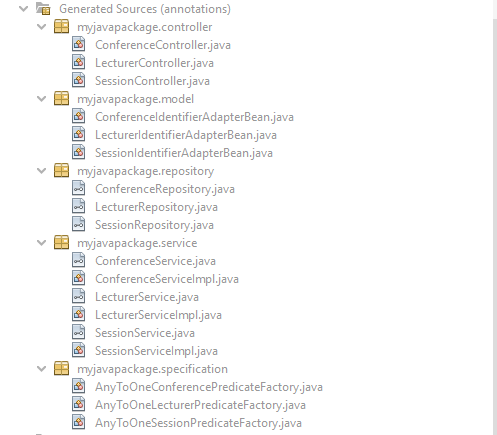 Generated Sources (annotations)
myjavapackage.controller
ConferenceController.java
LecturerController.java
SessionController.java
myjavapackage.model
ConferenceIdentifierAdapterBean.java
LecturerIdentifierAdapterBean.java
SessionIdentifierAdapterBean.java
myjavapackage.repository
ConferenceRepository.java
LecturerRepository.java
SessionRepository.java
myjavapackage.service
ConferenceService.java
ConferenceServiceImpl.java
LecturerService.java
LecturerServiceImpl.java
SessionService.java
SessionServiceImpl.java
myjavapackage.specification
AnyToOneConferencePredicateFactory.java
AnyToOneLecturerPredicateFactory.java
AnyToOneSessionPredicateFactory.java